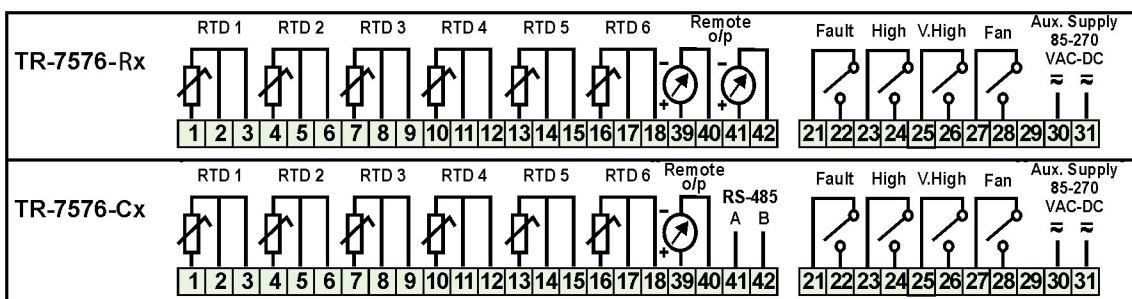 RTD 1 RTD 2 RTD 3 RTD 4 RTD 5 RTD 6 Remote o/p Fault High V.High Fan Aux. Supply
85-270
VAC-DC
TR-7576-Rx
− + − +
≂ ≂
1 2 3 4 5 6 7 8 9 10 11 12 13 14 15 16 17 18 39 40 41 42 21 22 23 24 25 26 27 28 29 30 31
RTD 1 RTD 2 RTD 3 RTD 4 RTD 5 RTD 6 Remote o/p RS-485 Fault High V.High Fan Aux. Supply
85-270
VAC-DC
TR-7576-Cx
A B
− +
≂ ≂
1 2 3 4 5 6 7 8 9 10 11 12 13 14 15 16 17 18 39 40 41 42 21 22 23 24 25 26 27 28 29 30 31